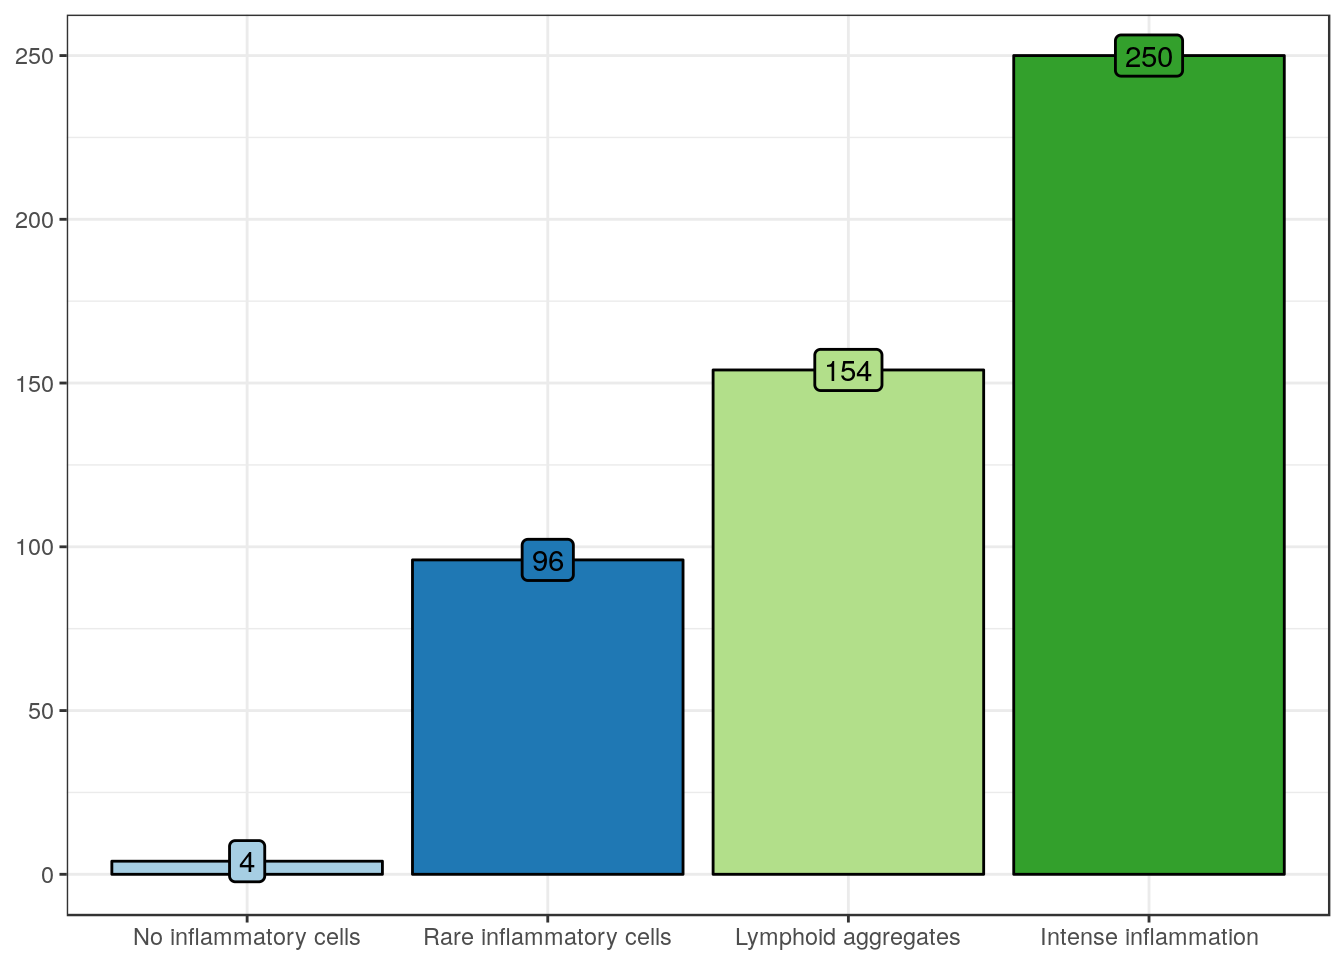 250
200
150
100
50
0
250
154
96
4
No inflammatory cells
Rare inflammatory cells
Lymphoid aggregates
Intense inflammation